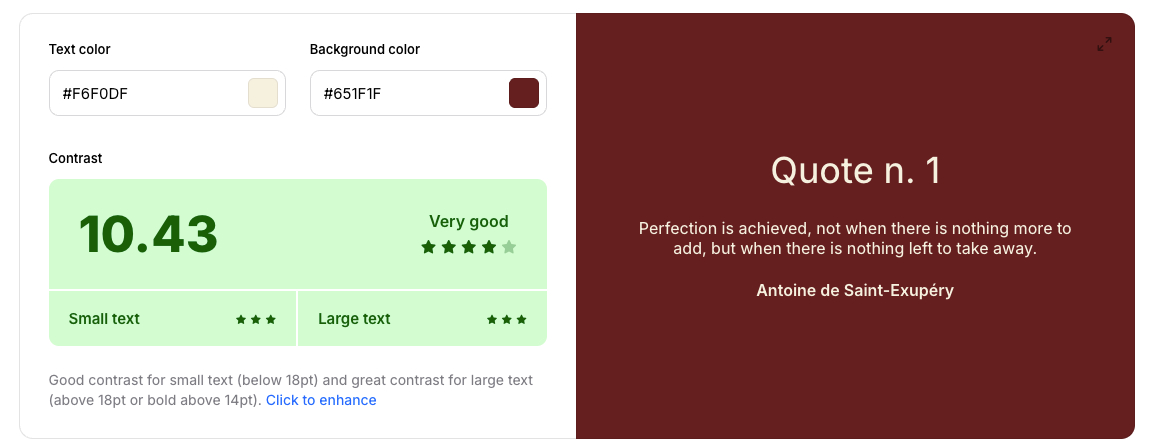 Text color
Background color
#F6F0DF
#651F1F
Contrast
10.43
Very good
Small text
Large text
Good contrast for small text (below 18pt) and great contrast for large text
(above 18pt or bold above 14pt). Click to enhance
Quote n. 1
Perfection is achieved, not when there is nothing more to
add, but when there is nothing left to take away.
Antoine de Saint-Exupéry